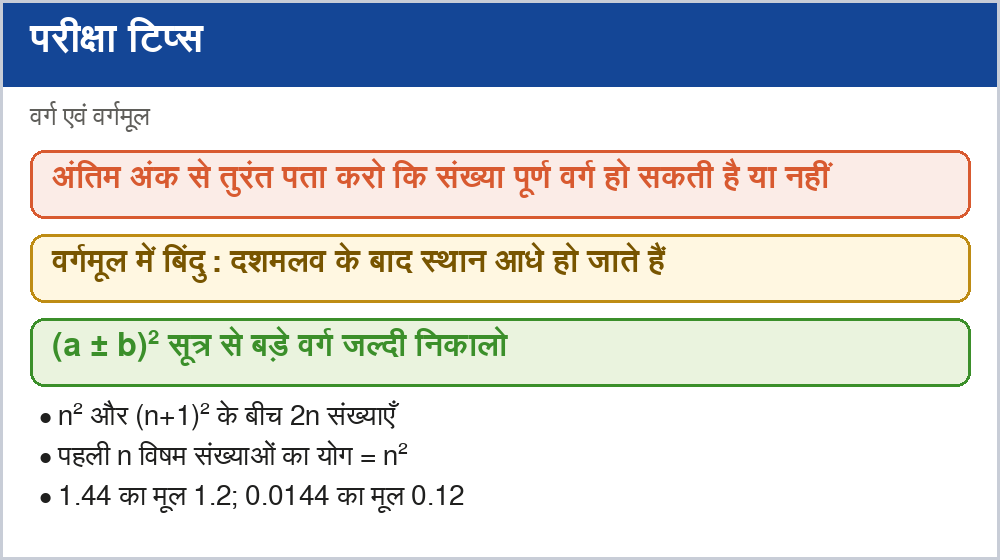 परीक्षा टिप्स
वर्ग एवं वर्गमूल
अंतिम अंक से तुरंत पता करो कि संख्या पूर्ण वर्ग हो सकती है या नहीं
वर्गमूल में बिंदु : दशमलव के बाद स्थान आधे हो जाते हैं
(a ± b)² सूत्र से बड़े वर्ग जल्दी निकालो
• n² और (n+1)² के बीच 2n संख्याएँ
• पहली n विषम संख्याओं का योग = n²
• 1.44 का मूल 1.2; 0.0144 का मूल 0.12